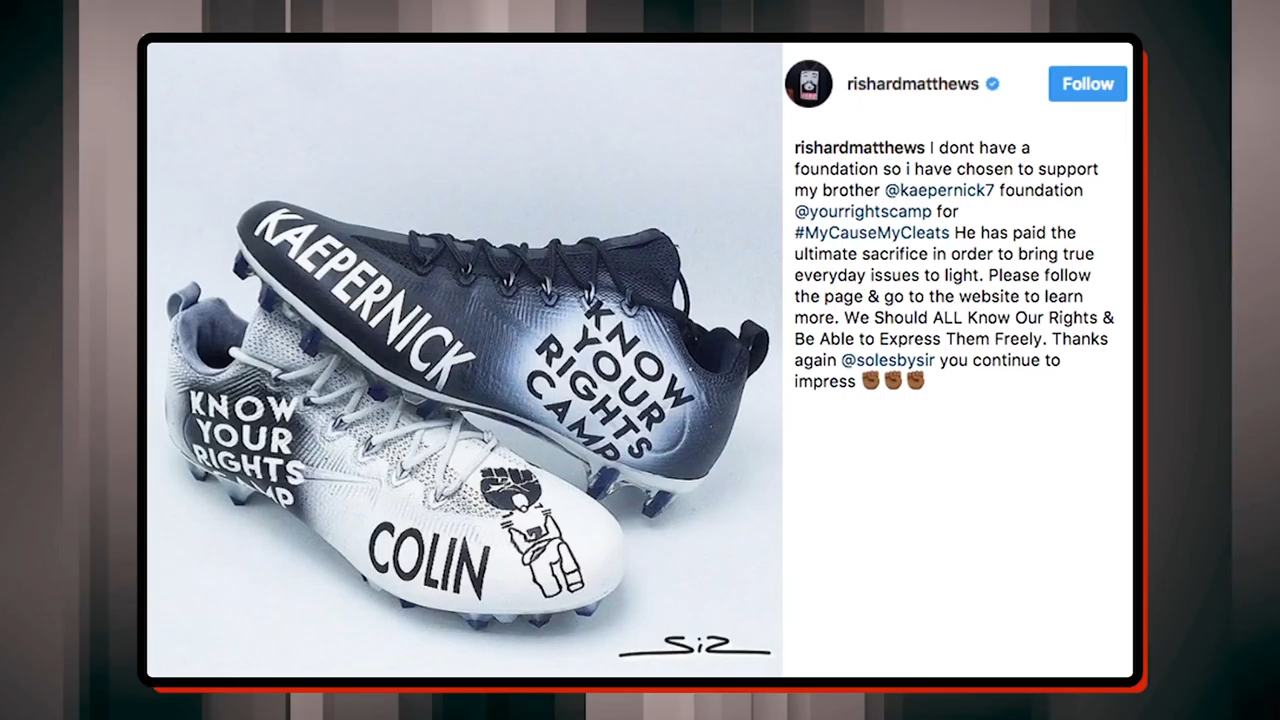 KAEPERNICK
KNOW
YOUR
RIGHTS
CAMP
KNOW
YOUR
RIGHTS
CAMP
COLIN
SiR
rishardmatthews
Follow
rishardmatthews I dont have a
foundation so i have chosen to support
my brother @kaepernick7 foundation
@yourrightscamp for
#MyCauseMyCleats He has paid the
ultimate sacrifice in order to bring true
everyday issues to light. Please follow
the page & go to the website to learn
more. We Should ALL Know Our Rights &
Be Able to Express Them Freely. Thanks
again @solesbysir you continue to
impress ✊🏾✊🏾✊🏾